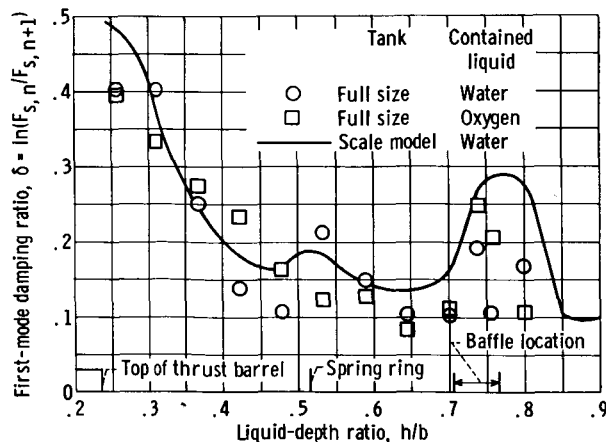 Tank Contained liquid
Full size Water
Full size Oxygen
Scale model Water
First-mode damping ratio, δ = ln(Fs, n/Fs, n+1)
.5
.4
.3
.2
.1
0
Top of thrust barrel
Spring ring
Baffle location
.2 .3 .4 .5 .6 .7 .8 .9
Liquid-depth ratio, h/b